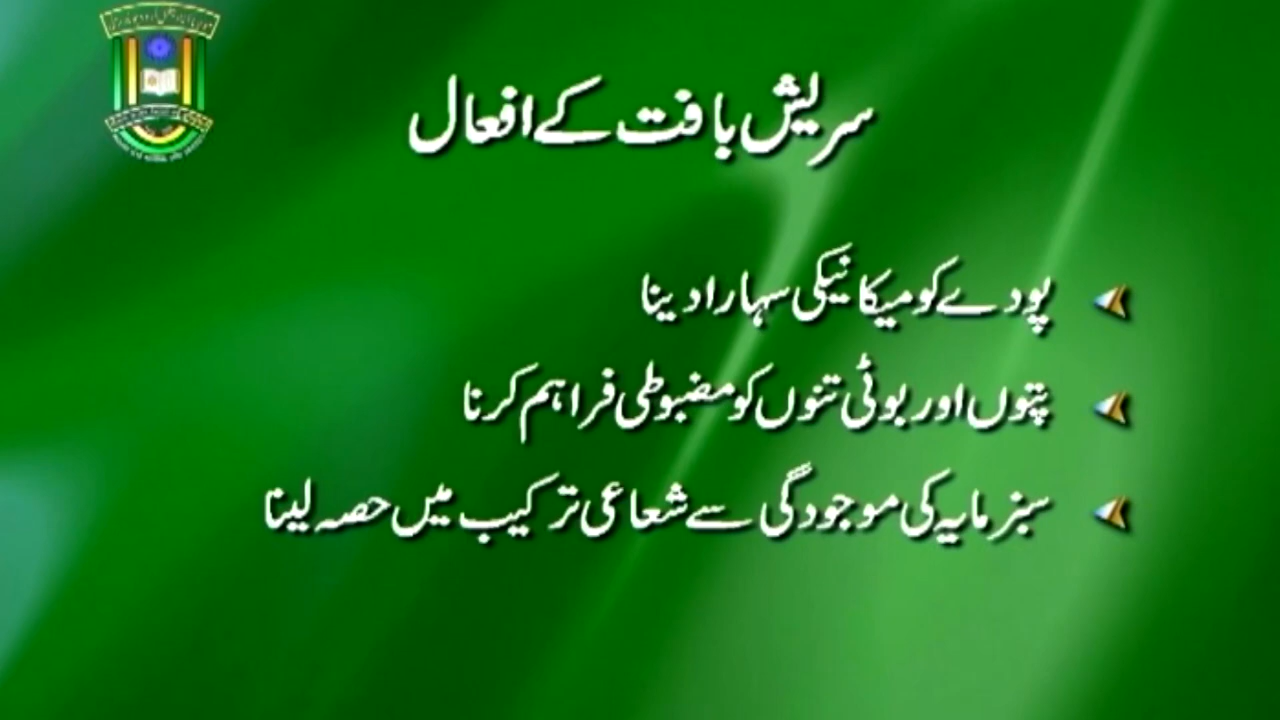 سریش بافت کے افعال
پودے کو میکانیکی سہارا دینا
پتوں اور بوٹی تنوں کو مضبوطی فراہم کرنا
سبز مایہ کی موجودگی سے شعاعی ترکیب میں حصہ لینا